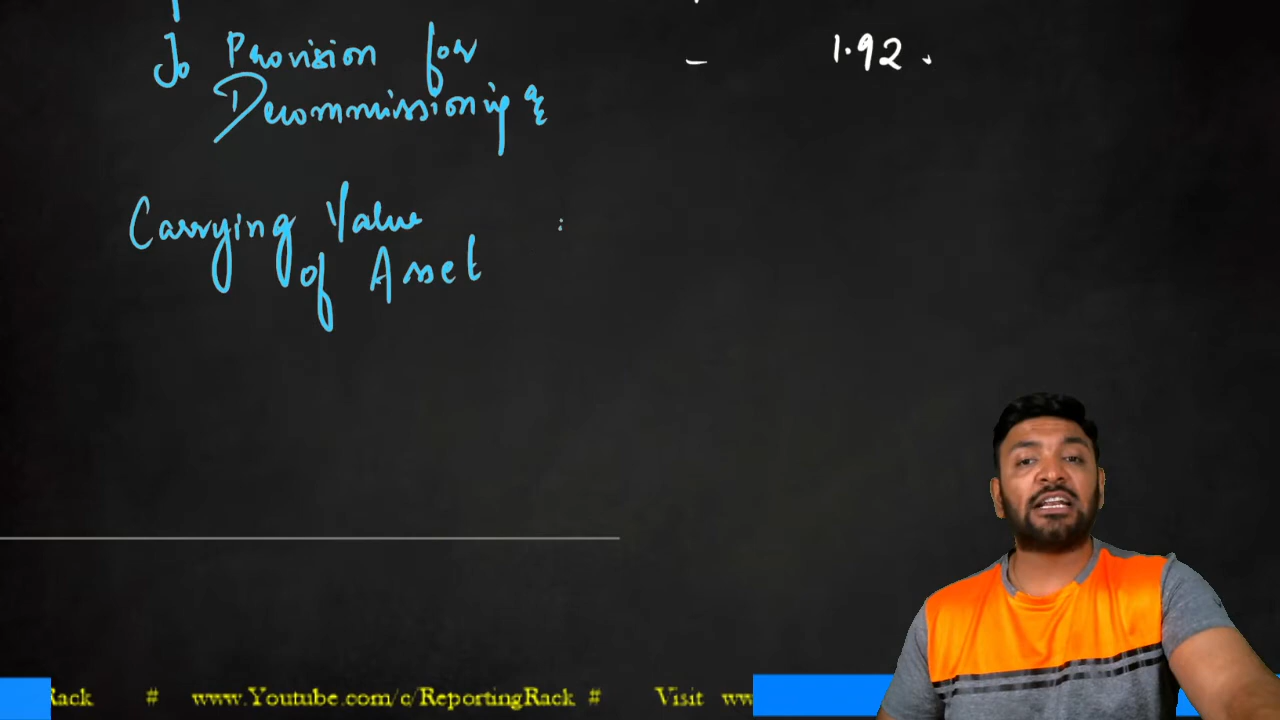 To Provision for - 1.92
Decommissioning &
Carrying Value :
of Asset
Rack # www.Youtube.com/c/ReportingRack # Visit ww